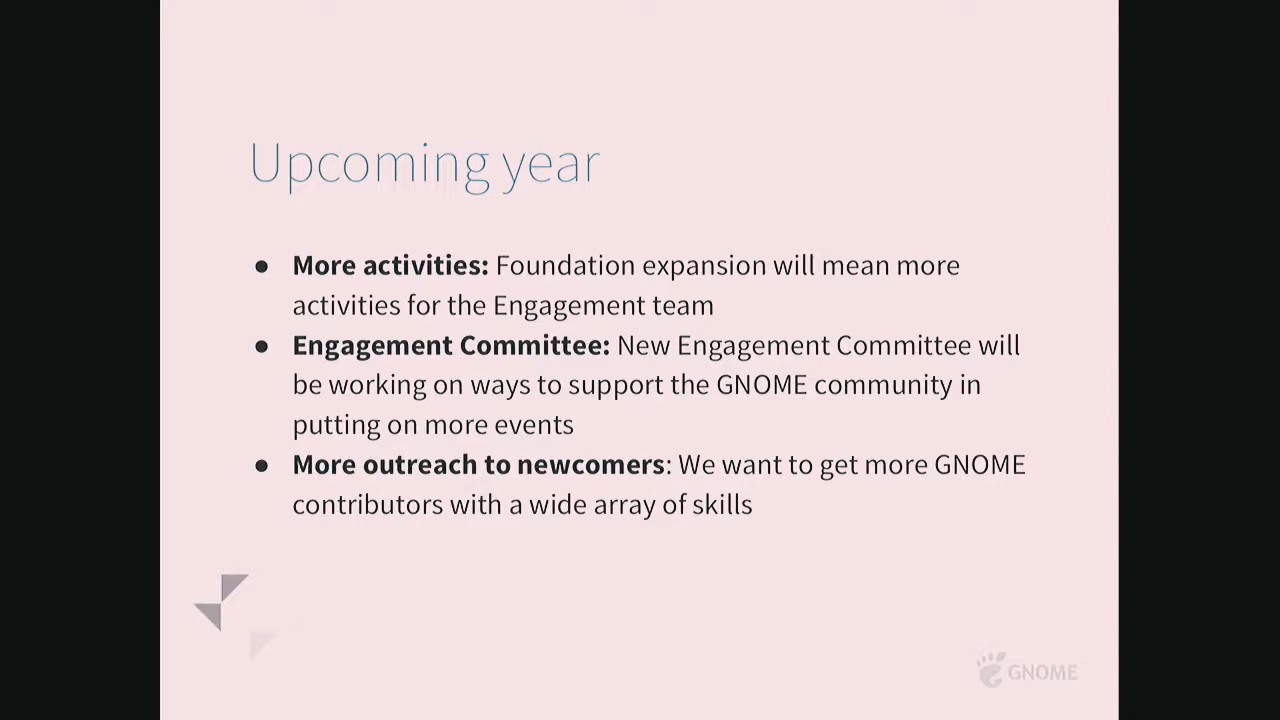 Upcoming year
● More activities: Foundation expansion will mean more
activities for the Engagement team
● Engagement Committee: New Engagement Committee will
be working on ways to support the GNOME community in
putting on more events
● More outreach to newcomers: We want to get more GNOME
contributors with a wide array of skills
GNOME